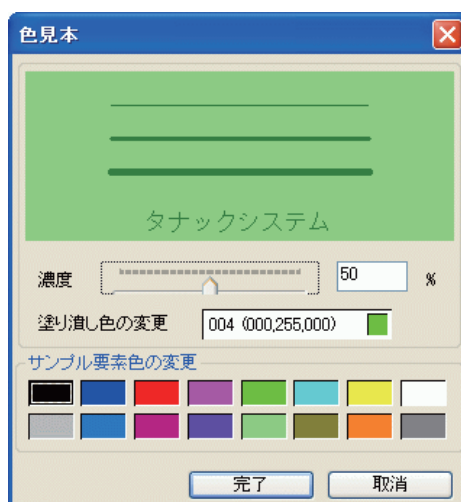 色見本
タナックシステム
濃度 50 %
塗り潰し色の変更 004 (000,255,000)
サンプル要素色の変更
完了 取消